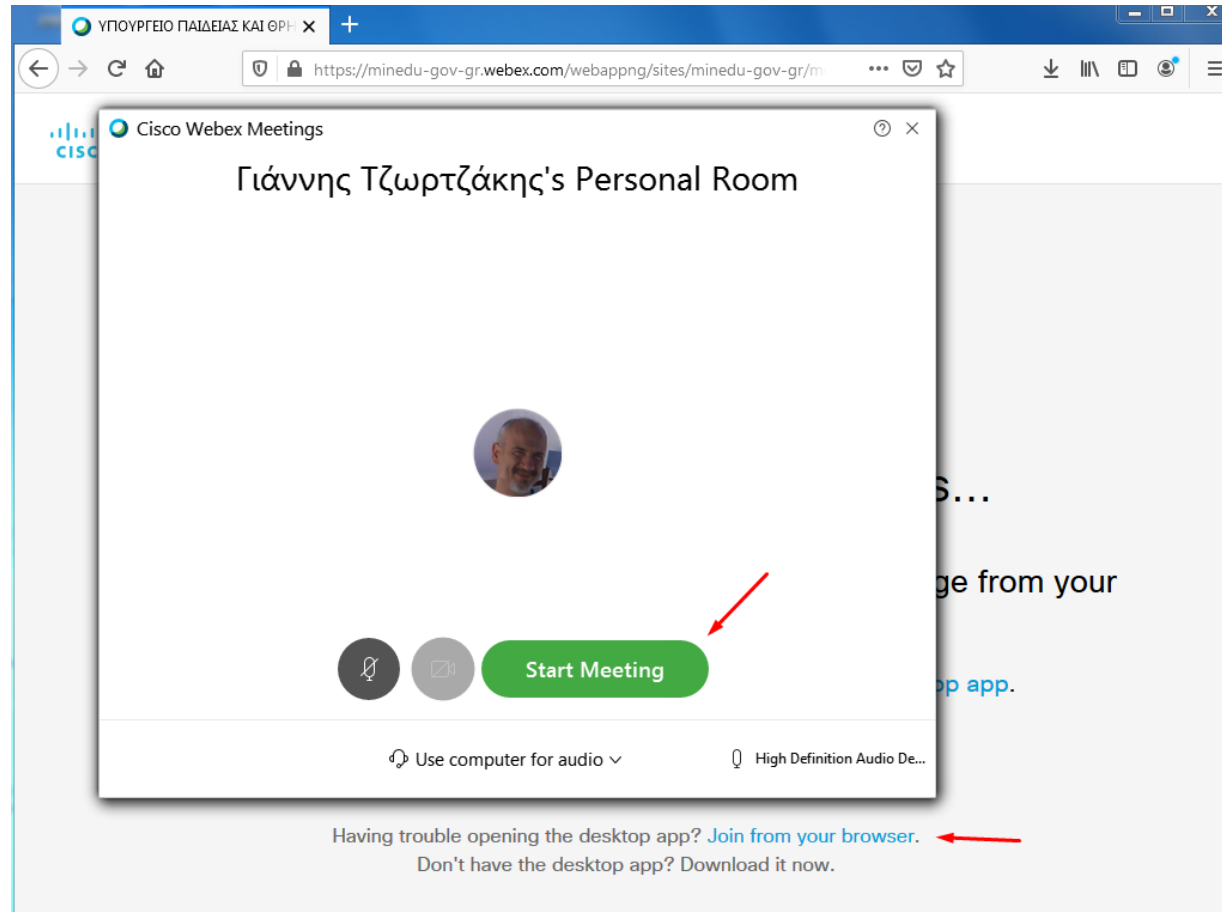 ΥΠΟΥΡΓΕΙΟ ΠΑΙΔΕΙΑΣ ΚΑΙ ΘΡΗ
https://minedu-gov-gr.webex.com/webappng/sites/minedu-gov-gr/m
Cisco Webex Meetings
Γιάννης Τζωρτζάκης's Personal Room
s...
ge from your
Start Meeting
op app.
Use computer for audio
High Definition Audio De...
Having trouble opening the desktop app? Join from your browser.
Don't have the desktop app? Download it now.